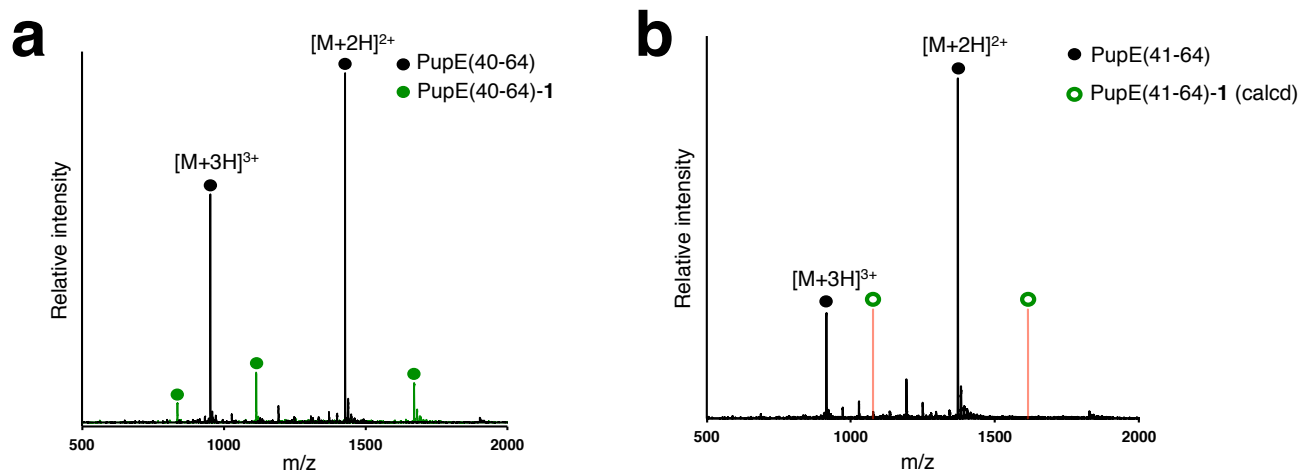 a
[M+2H]²⁺
PupE(40-64)
PupE(40-64)-1
[M+3H]³⁺
Relative intensity
500
1000
1500
2000
m/z
b
[M+2H]²⁺
PupE(41-64)
PupE(41-64)-1 (calcd)
[M+3H]³⁺
Relative intensity
500
1000
1500
2000
m/z